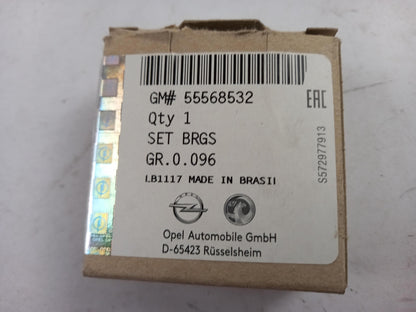 GM# 55568532
Qty 1
SET BRGS
GR.0.096
LB1117 MADE IN BRASIL
Opel Automobile GmbH
D-65423 Rüsselsheim
EAC
S572977913